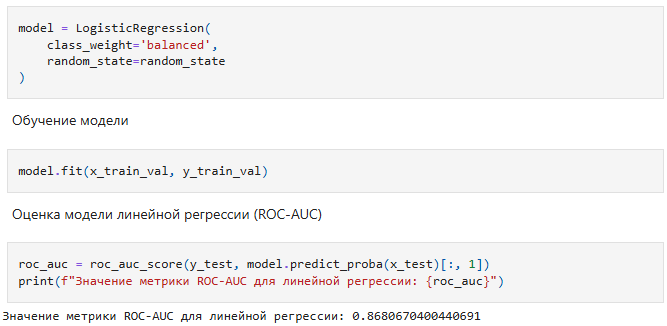 model = LogisticRegression(
    class_weight='balanced',
    random_state=random_state
)
Обучение модели
model.fit(x_train_val, y_train_val)
Оценка модели линейной регрессии (ROC-AUC)
roc_auc = roc_auc_score(y_test, model.predict_proba(x_test)[:, 1])
print(f"Значение метрики ROC-AUC для линейной регрессии: {roc_auc}")
Значение метрики ROC-AUC для линейной регрессии: 0.8680670400440691